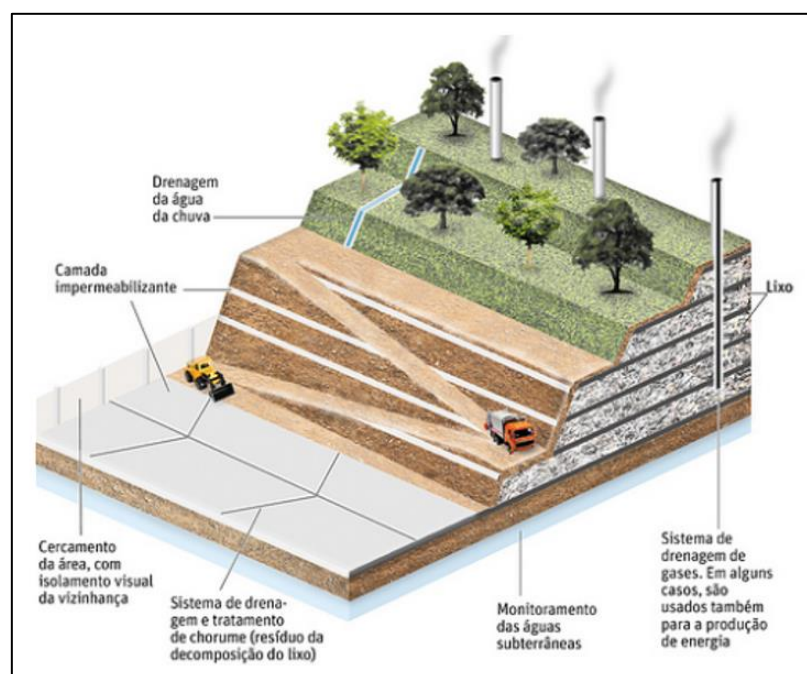 Drenagem
da água
da chuva
Camada
impermeabilizante
Lixo
Cercamento
da área, com
isolamento visual
da vizinhança
Sistema de drena-
gem e tratamento
de chorume (resíduo da
decomposição do lixo)
Monitoramento
das águas
subterrâneas
Sistema de
drenagem de
gases. Em alguns
casos, são
usados também
para a produção
de energia